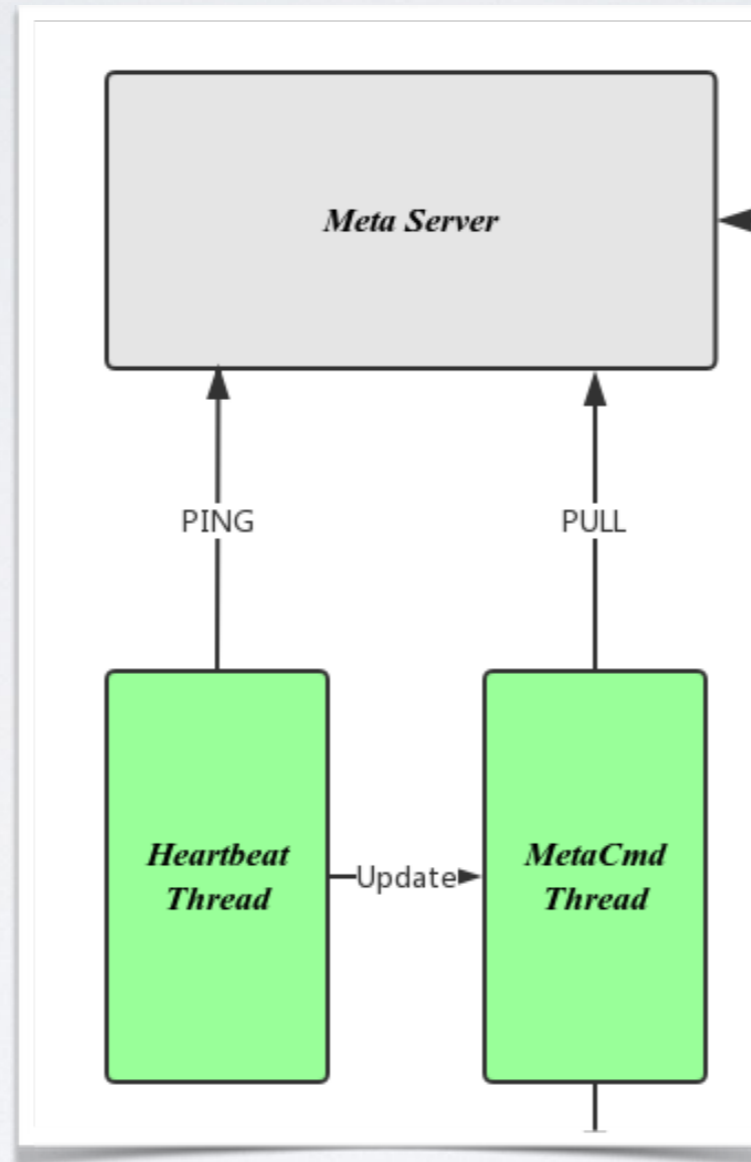 Meta Server
PING
PULL
Heartbeat
Thread
Update
MetaCmd
Thread